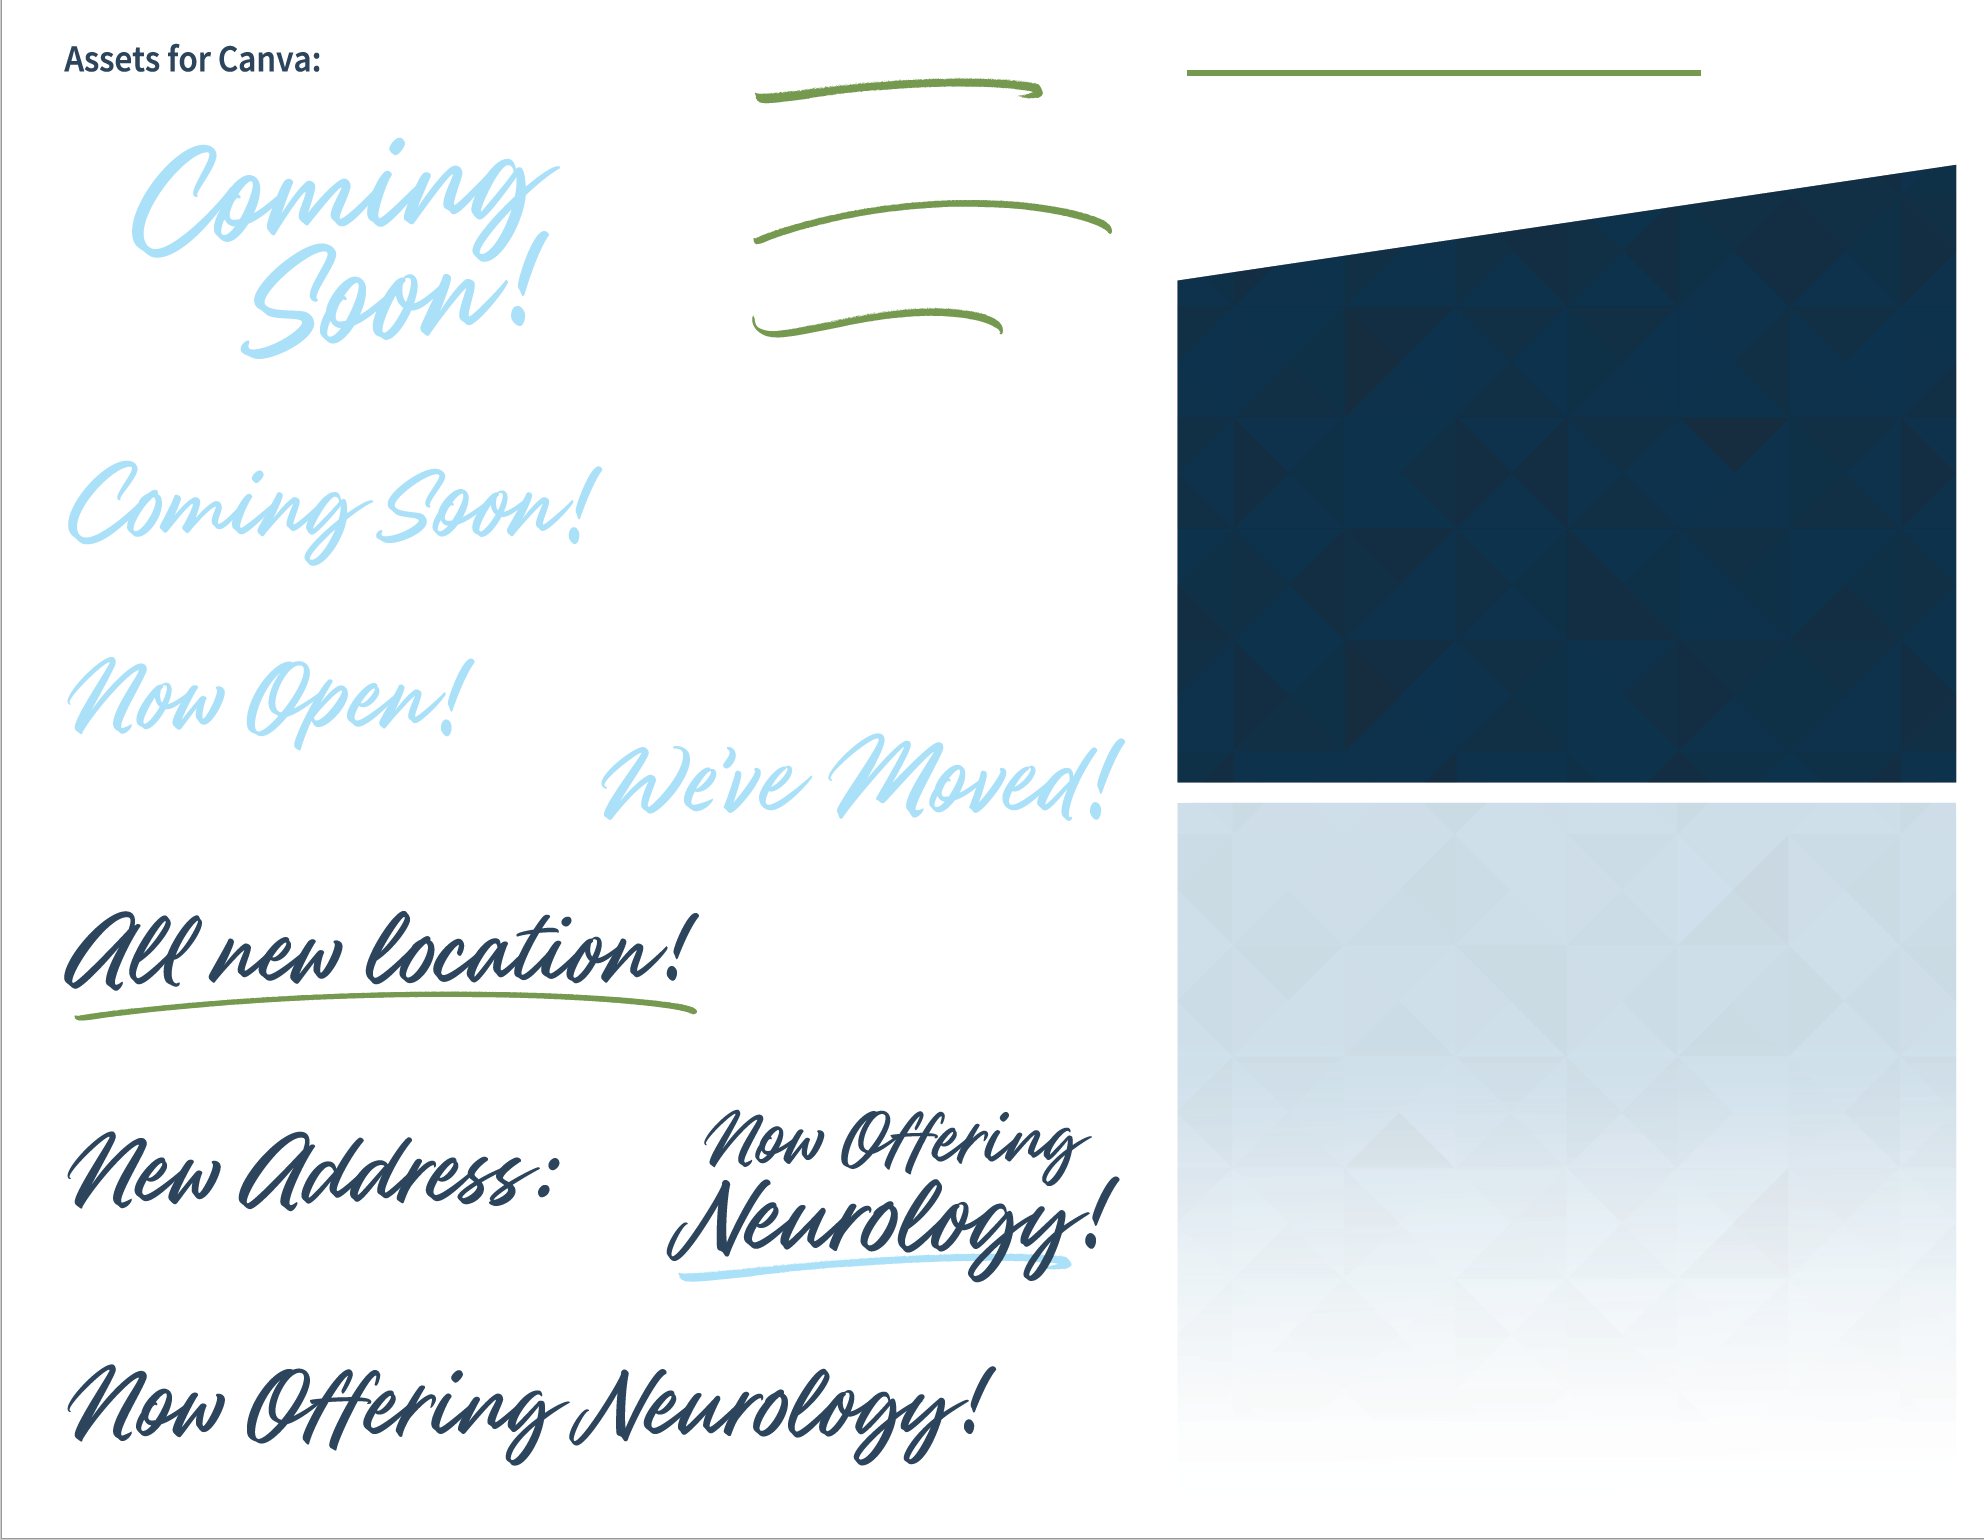 Assets for Canva:
Coming
Soon!
Coming Soon!
Now Open!
We've Moved!
All new location!
New Address:
Now Offering
Neurology!
Now Offering Neurology!